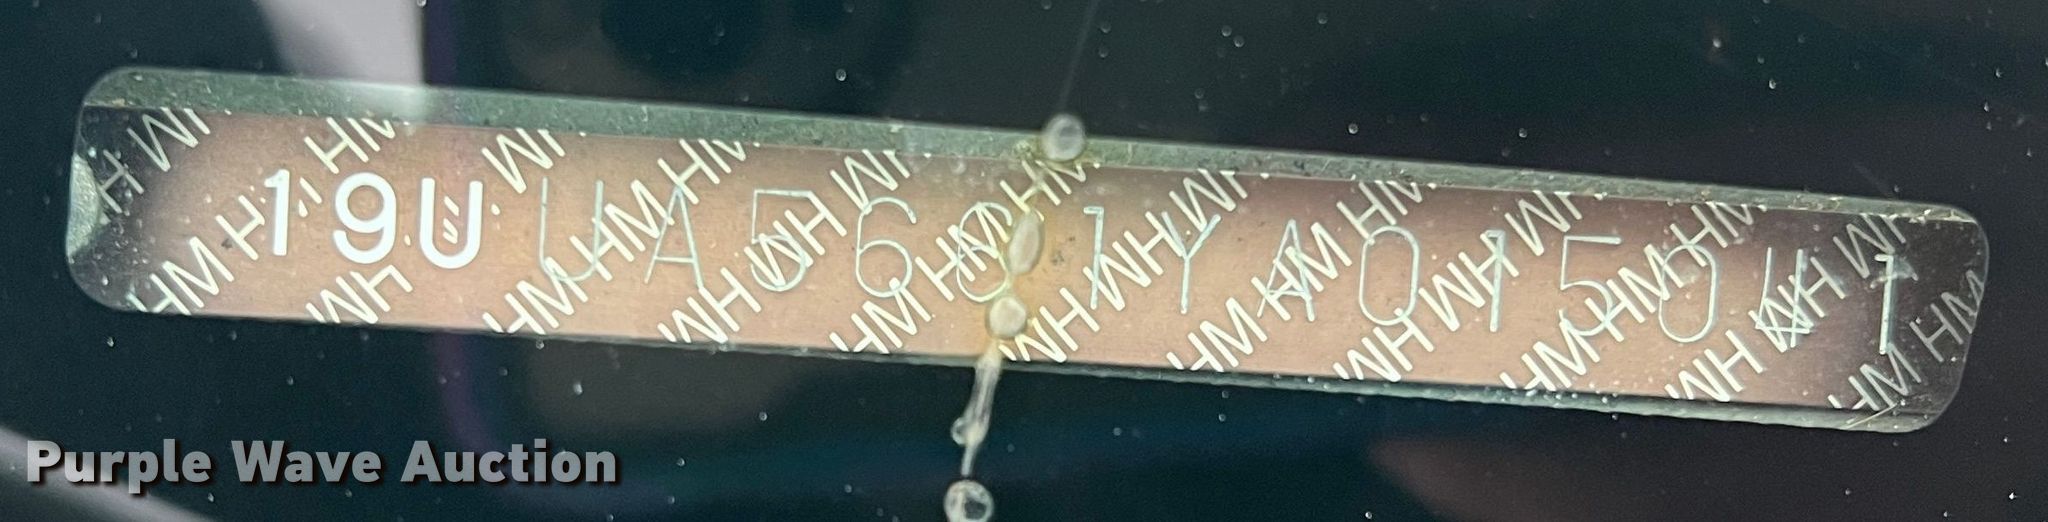 19UUA5661YA015041
Purple Wave Auction